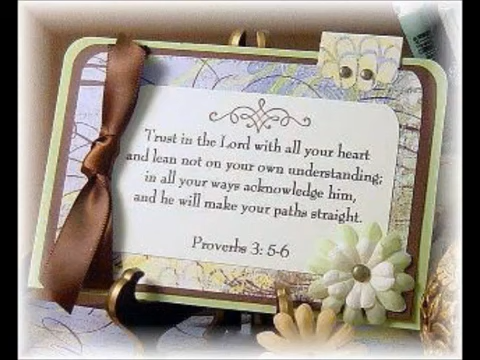 Trust in the Lord with all your heart
and lean not on your own understanding;
in all your ways acknowledge him,
and he will make your paths straight.
Proverbs 3: 5-6